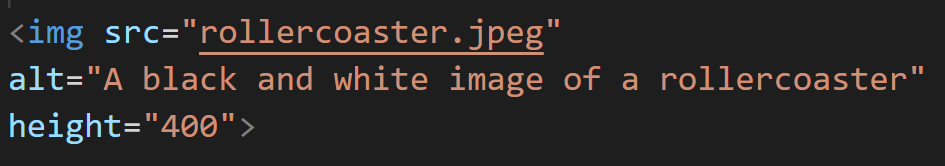 <img src="rollercoaster.jpeg"
alt="A black and white image of a rollercoaster"
height="400">